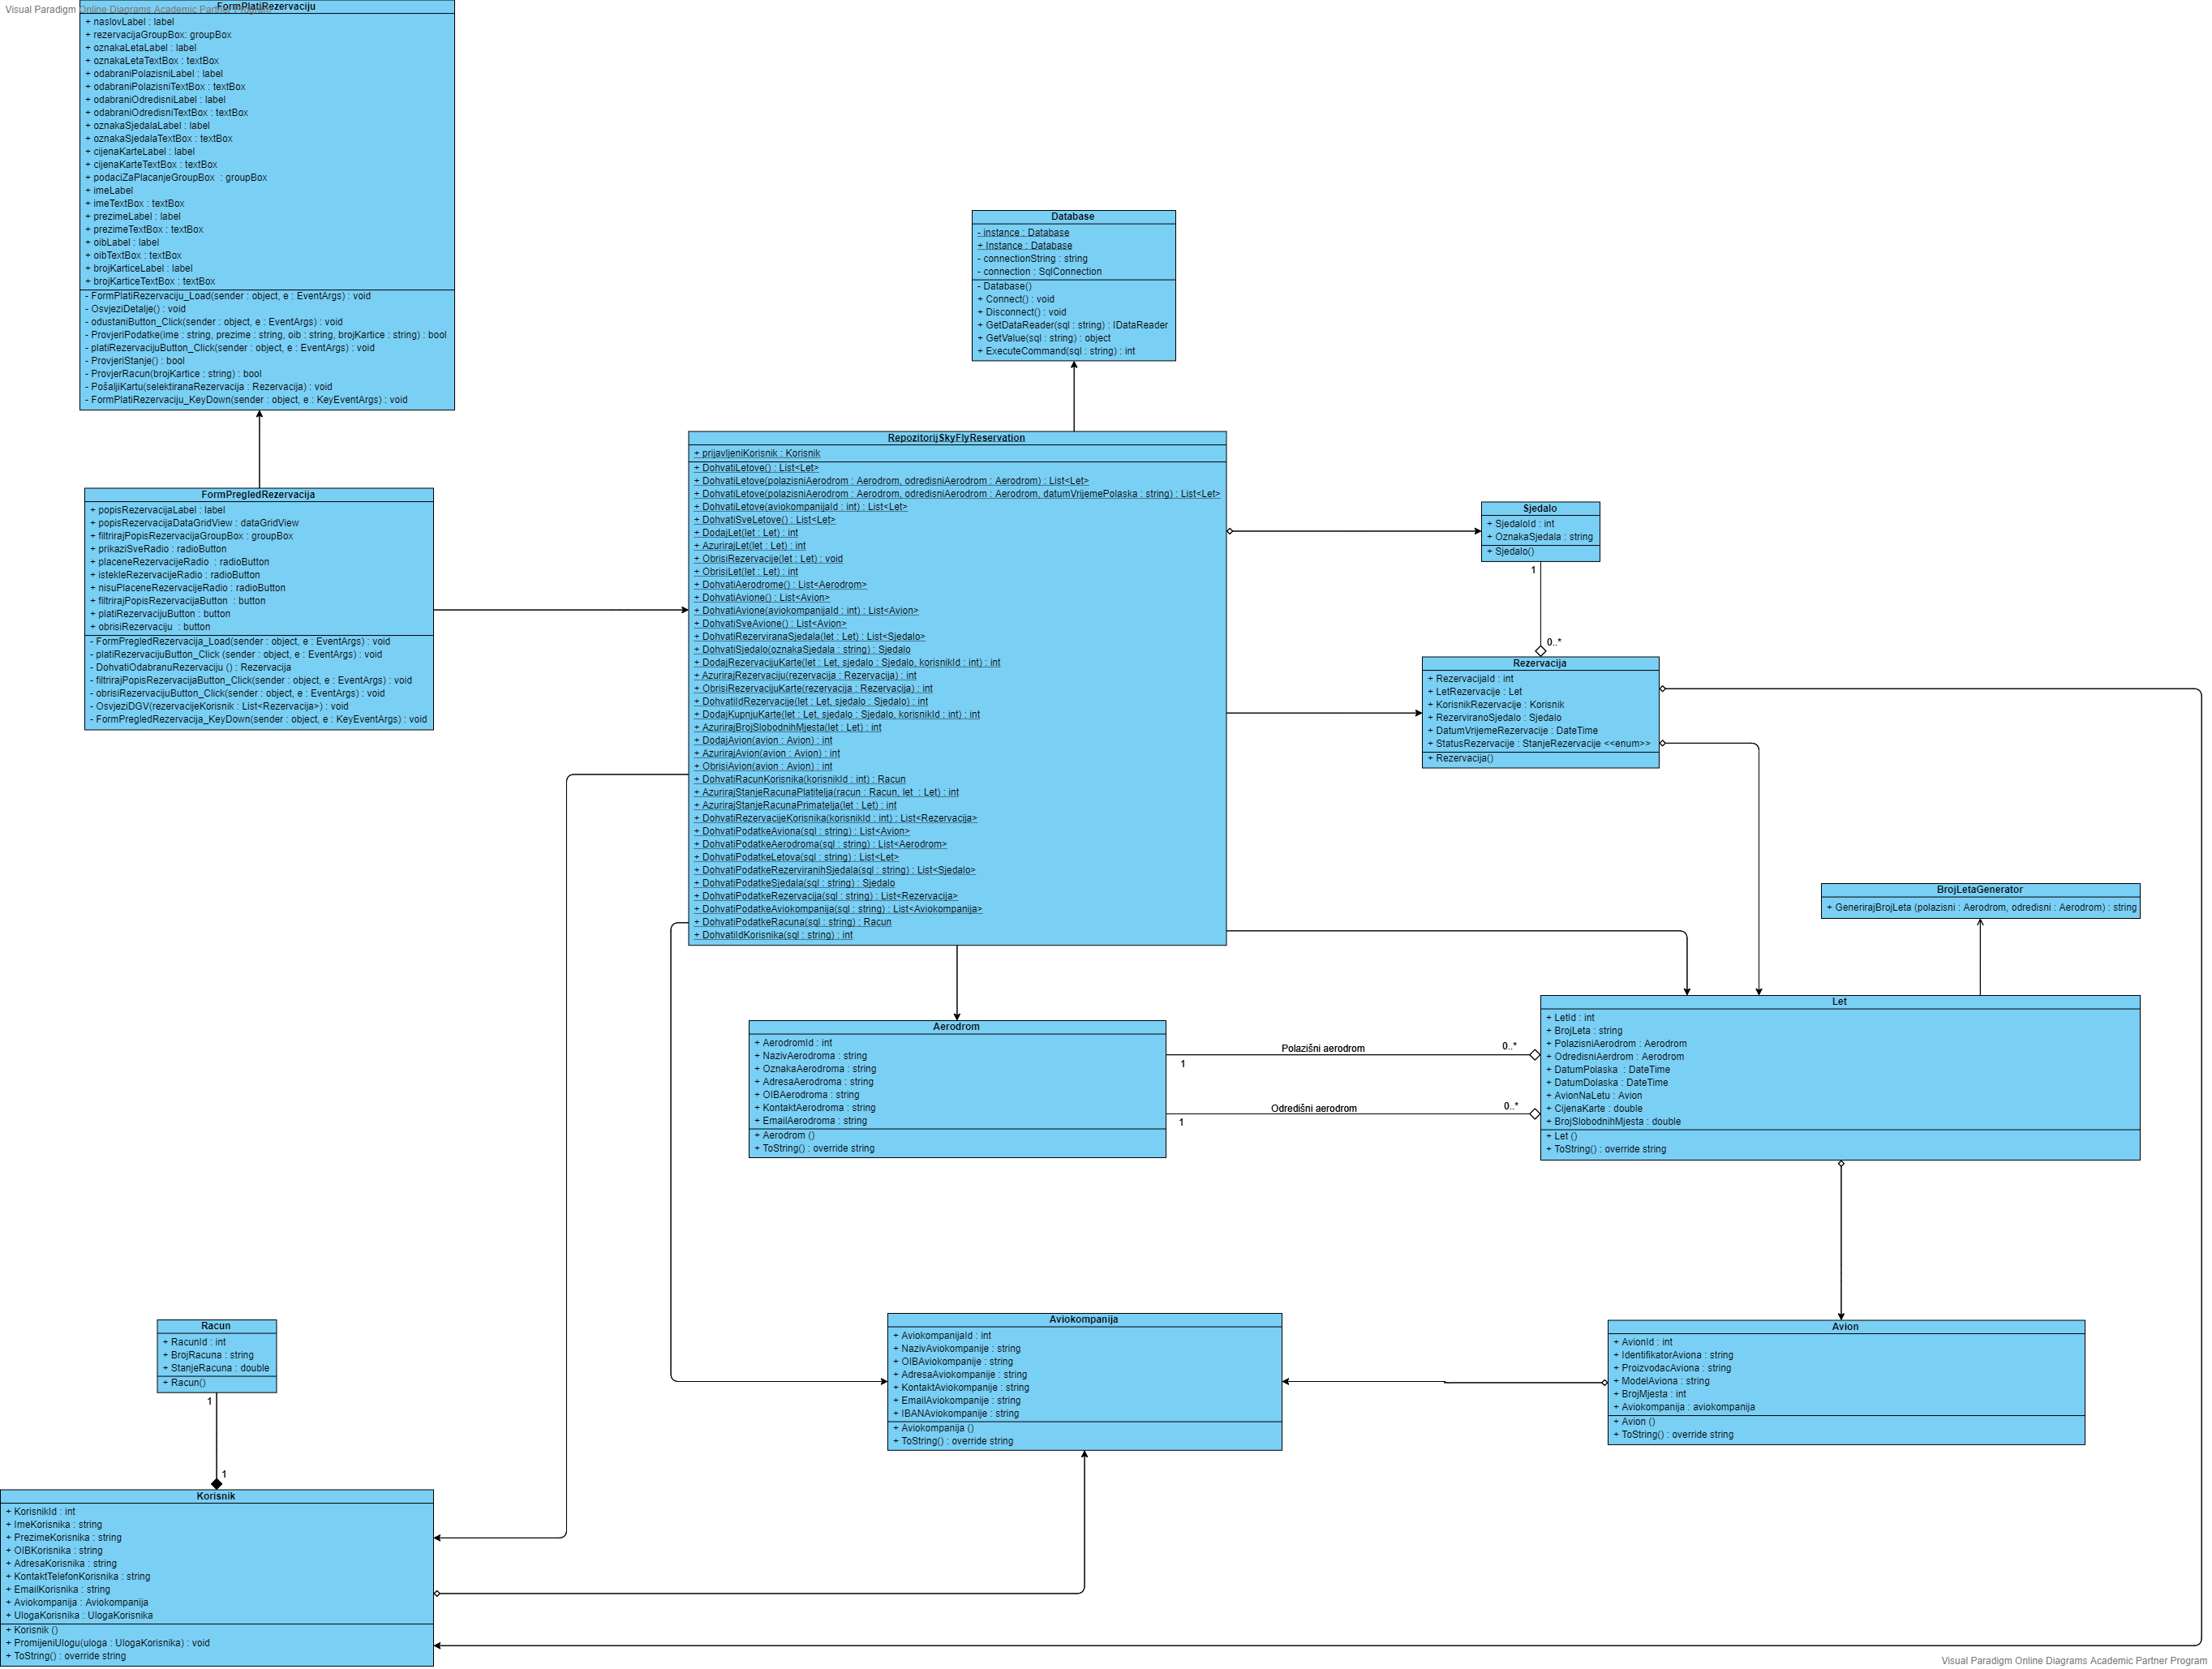 Visual Paradigm Online Diagrams Academic Partner Program
FormPlatiRezervaciju
+ naslovLabel : label
+ rezervacijaGroupBox: groupBox
+ oznakaLetaLabel : label
+ oznakaLetaTextBox : textBox
+ odabraniPolazisniLabel : label
+ odabraniPolazisniTextBox : textBox
+ odabraniOdredisniLabel : label
+ odabraniOdredisniTextBox : textBox
+ oznakaSjedalaLabel : label
+ oznakaSjedalaTextBox : textBox
+ cijenaKarteLabel : label
+ cijenaKarteTextBox : textBox
+ podaciZaPlacanjeGroupBox : groupBox
+ imeLabel
+ imeTextBox : textBox
+ prezimeLabel : label
+ prezimeTextBox : textBox
+ oibLabel : label
+ oibTextBox : textBox
+ brojKarticeLabel : label
+ brojKarticeTextBox : textBox
- FormPlatiRezervaciju_Load(sender : object, e : EventArgs) : void
- OsvjeziDetalje() : void
- odustaniButton_Click(sender : object, e : EventArgs) : void
- ProvjeriPodatke(ime : string, prezime : string, oib : string, brojKartice : string) : bool
- platiRezervacijuButton_Click(sender : object, e : EventArgs) : void
- ProvjeriStanje() : bool
- ProvjerRacun(brojKartice : string) : bool
- PošaljiKartu(selektiranaRezervacija : Rezervacija) : void
- FormPlatiRezervaciju_KeyDown(sender : object, e : KeyEventArgs) : void
Database
- instance : Database
+ Instance : Database
- connectionString : string
- connection : SqlConnection
- Database()
+ Connect() : void
+ Disconnect() : void
+ GetDataReader(sql : string) : IDataReader
+ GetValue(sql : string) : object
+ ExecuteCommand(sql : string) : int
FormPregledRezervacija
+ popisRezervacijaLabel : label
+ popisRezervacijaDataGridView : dataGridView
+ filtrirajPopisRezervacijaGroupBox : groupBox
+ prikaziSveRadio : radioButton
+ placeneRezervacijeRadio : radioButton
+ istekleRezervacijeRadio : radioButton
+ nisuPlaceneRezervacijeRadio : radioButton
+ filtrirajPopisRezervacijaButton : button
+ platiRezervacijuButton : button
+ obrisiRezervaciju : button
- FormPregledRezervacija_Load(sender : object, e : EventArgs) : void
- platiRezervacijuButton_Click (sender : object, e : EventArgs) : void
- DohvatiOdabranuRezervaciju () : Rezervacija
- filtrirajPopisRezervacijaButton_Click(sender : object, e : EventArgs) : void
- obrisiRezervacijuButton_Click(sender : object, e : EventArgs) : void
- OsvjeziDGV(rezervacijeKorisnik : List<Rezervacija>) : void
- FormPregledRezervacija_KeyDown(sender : object, e : KeyEventArgs) : void
RepozitorijSkyFlyReservation
+ prijavljeniKorisnik : Korisnik
+ DohvatiLetove() : List<Let>
+ DohvatiLetove(polazisniAerodrom : Aerodrom, odredisniAerodrom : Aerodrom) : List<Let>
+ DohvatiLetove(polazisniAerodrom : Aerodrom, odredisniAerodrom : Aerodrom, datumVrijemePolaska : string) : List<Let>
+ DohvatiLetove(aviokompanijaId : int) : List<Let>
+ DohvatiSveLetove() : List<Let>
+ DodajLet(let : Let) : int
+ AzurirajLet(let : Let) : int
+ ObrisiRezervacije(let : Let) : void
+ ObrisiLet(let : Let) : int
+ DohvatiAerodrome() : List<Aerodrom>
+ DohvatiAvione() : List<Avion>
+ DohvatiAvione(aviokompanijaId : int) : List<Avion>
+ DohvatiSveAvione() : List<Avion>
+ DohvatiRezerviranaSjedala(let : Let) : List<Sjedalo>
+ DohvatiSjedalo(oznakaSjedala : string) : Sjedalo
+ DodajRezervacijuKarte(let : Let, sjedalo : Sjedalo, korisnikId : int) : int
+ AzurirajRezervaciju(rezervacija : Rezervacija) : int
+ ObrisiRezervacijuKarte(rezervacija : Rezervacija) : int
+ DohvatiIdRezervacije(let : Let, sjedalo : Sjedalo) : int
+ DodajKupnjuKarte(let : Let, sjedalo : Sjedalo, korisnikId : int) : int
+ AzurirajBrojSlobodnihMjesta(let : Let) : int
+ DodajAvion(avion : Avion) : int
+ AzurirajAvion(avion : Avion) : int
+ ObrisiAvion(avion : Avion) : int
+ DohvatiRacunKorisnika(korisnikId : int) : Racun
+ AzurirajStanjeRacunaPlatitelja(racun : Racun, let : Let) : int
+ AzurirajStanjeRacunaPrimatelja(let : Let) : int
+ DohvatiRezervacijeKorisnika(korisnikId : int) : List<Rezervacija>
+ DohvatiPodatkeAviona(sql : string) : List<Avion>
+ DohvatiPodatkeAerodroma(sql : string) : List<Aerodrom>
+ DohvatiPodatkeLetova(sql : string) : List<Let>
+ DohvatiPodatkeRezerviranihSjedala(sql : string) : List<Sjedalo>
+ DohvatiPodatkeSjedala(sql : string) : Sjedalo
+ DohvatiPodatkeRezervacija(sql : string) : List<Rezervacija>
+ DohvatiPodatkeAviokompanija(sql : string) : List<Aviokompanija>
+ DohvatiPodatkeRacuna(sql : string) : Racun
+ DohvatiIdKorisnika(sql : string) : int
Sjedalo
+ SjedaloId : int
+ OznakaSjedala : string
+ Sjedalo()
1
0..*
Rezervacija
+ RezervacijaId : int
+ LetRezervacije : Let
+ KorisnikRezervacije : Korisnik
+ RezerviranoSjedalo : Sjedalo
+ DatumVrijemeRezervacije : DateTime
+ StatusRezervacije : StanjeRezervacije <<enum>>
+ Rezervacija()
BrojLetaGenerator
+ GenerirajBrojLeta (polazisni : Aerodrom, odredisni : Aerodrom) : string
Aerodrom
+ AerodromId : int
+ NazivAerodroma : string
+ OznakaAerodroma : string
+ AdresaAerodroma : string
+ OIBAerodroma : string
+ KontaktAerodroma : string
+ EmailAerodroma : string
+ Aerodrom ()
+ ToString() : override string
Polazišni aerodrom
1
0..*
Odredišni aerodrom
1
0..*
Let
+ LetId : int
+ BrojLeta : string
+ PolazisniAerodrom : Aerodrom
+ OdredisniAerdrom : Aerodrom
+ DatumPolaska : DateTime
+ DatumDolaska : DateTime
+ AvionNaLetu : Avion
+ CijenaKarte : double
+ BrojSlobodnihMjesta : double
+ Let ()
+ ToString() : override string
Racun
+ RacunId : int
+ BrojRacuna : string
+ StanjeRacuna : double
+ Racun()
1
1
Aviokompanija
+ AviokompanijaId : int
+ NazivAviokompanije : string
+ OIBAviokompanije : string
+ AdresaAviokompanije : string
+ KontaktAviokompanije : string
+ EmailAviokompanije : string
+ IBANAviokompanije : string
+ Aviokompanija ()
+ ToString() : override string
Avion
+ AvionId : int
+ IdentifikatorAviona : string
+ ProizvodacAviona : string
+ ModelAviona : string
+ BrojMjesta : int
+ Aviokompanija : aviokompanija
+ Avion ()
+ ToString() : override string
Korisnik
+ KorisnikId : int
+ ImeKorisnika : string
+ PrezimeKorisnika : string
+ OIBKorisnika : string
+ AdresaKorisnika : string
+ KontaktTelefonKorisnika : string
+ EmailKorisnika : string
+ Aviokompanija : Aviokompanija
+ UlogaKorisnika : UlogaKorisnika
+ Korisnik ()
+ PromijeniUlogu(uloga : UlogaKorisnika) : void
+ ToString() : override string
Visual Paradigm Online Diagrams Academic Partner Program